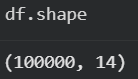 df.shape
(100000, 14)